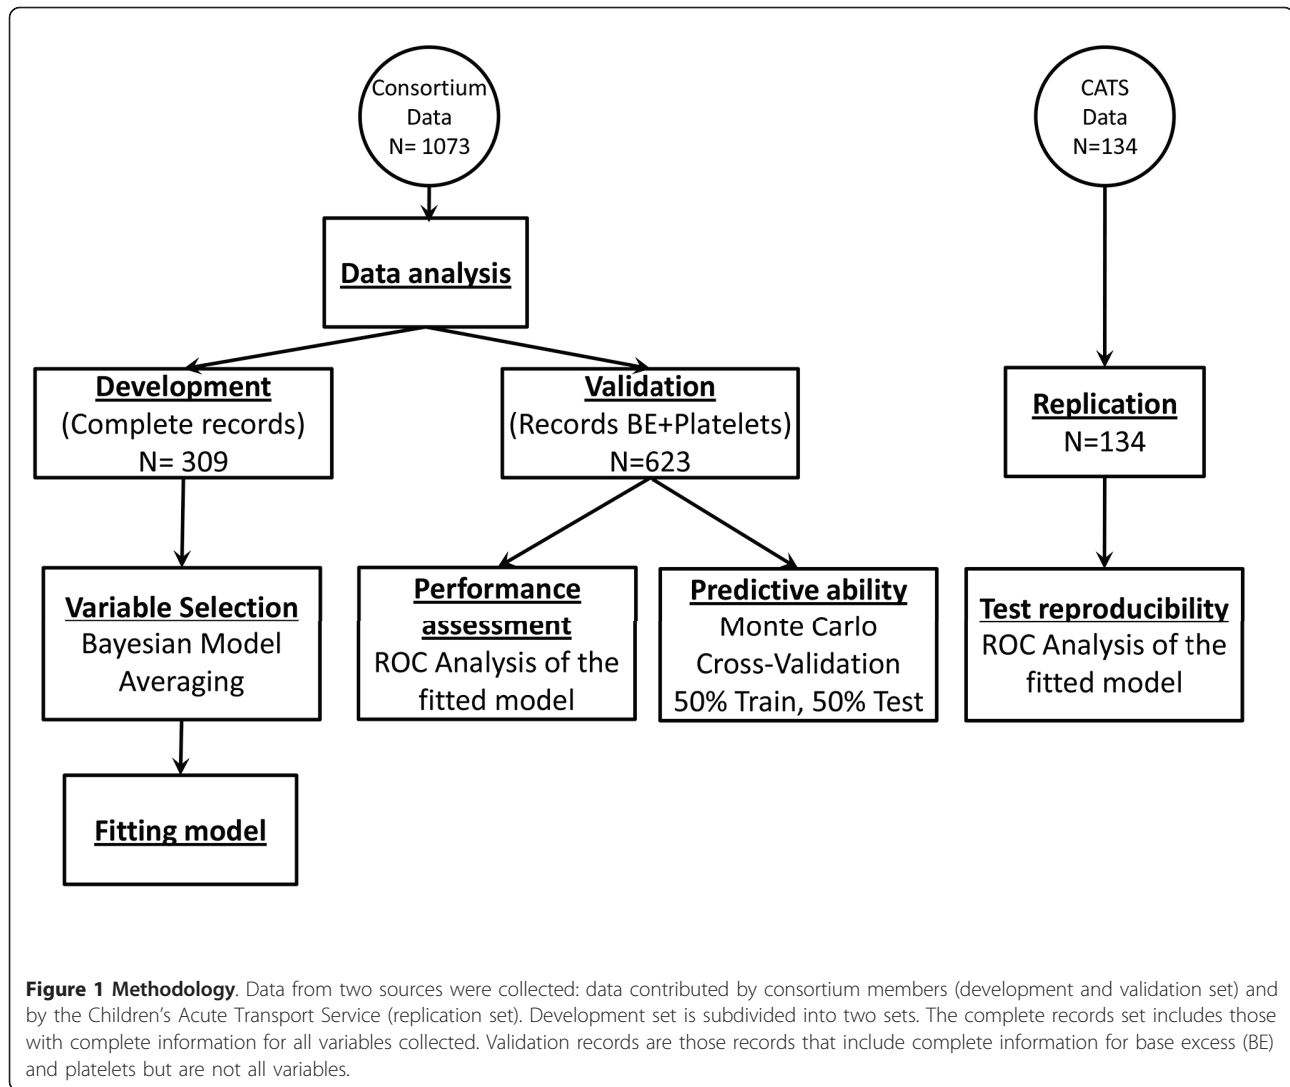 Consortium
Data
N= 1073
CATS
Data
N=134
Data analysis
Development
(Complete records)
N= 309
Validation
(Records BE+Platelets)
N=623
Replication
N=134
Variable Selection
Bayesian Model
Averaging
Performance
assessment
ROC Analysis of the
fitted model
Predictive ability
Monte Carlo
Cross-Validation
50% Train, 50% Test
Test reproducibility
ROC Analysis of the
fitted model
Fitting model
Figure 1 Methodology. Data from two sources were collected: data contributed by consortium members (development and validation set) and
by the Children's Acute Transport Service (replication set). Development set is subdivided into two sets. The complete records set includes those
with complete information for all variables collected. Validation records are those records that include complete information for base excess (BE)
and platelets but are not all variables.